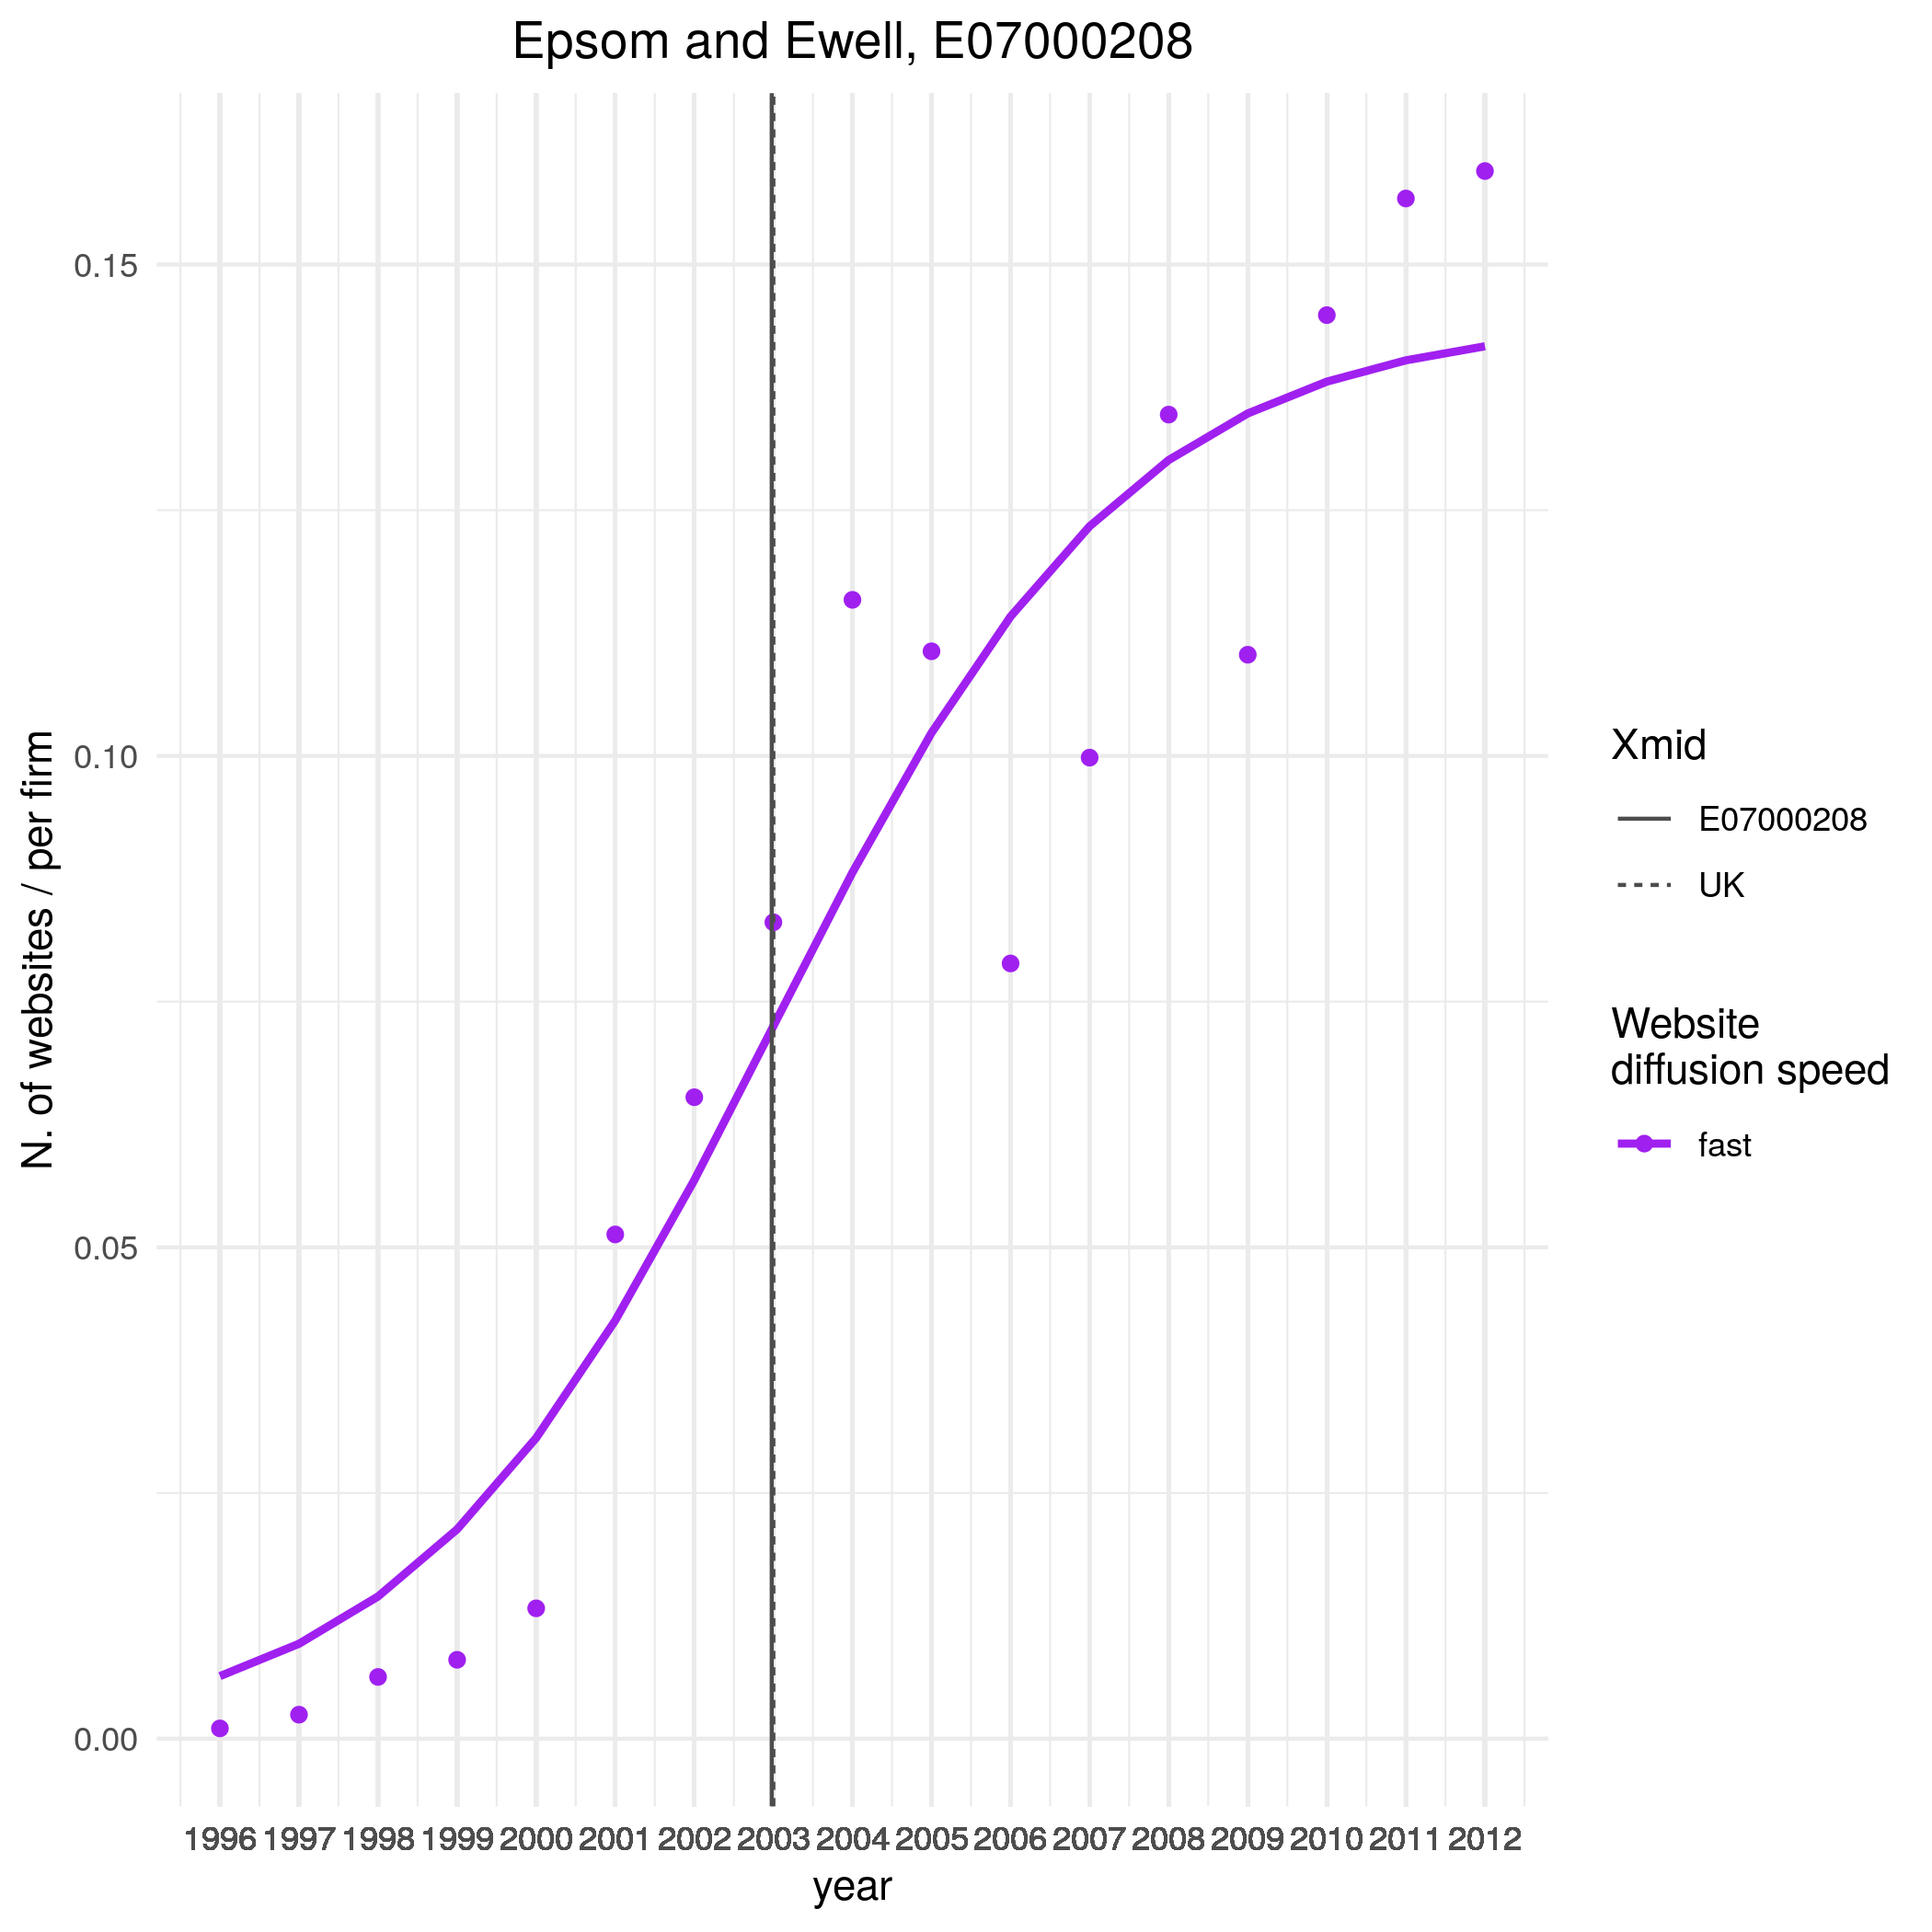 Epsom and Ewell, E07000208
0.15
0.10
0.05
0.00
N. of websites / per firm
1996 1997 1998 1999 2000 2001 2002 2003 2004 2005 2006 2007 2008 2009 2010 2011 2012
year
Xmid
E07000208
UK
Website
diffusion speed
fast